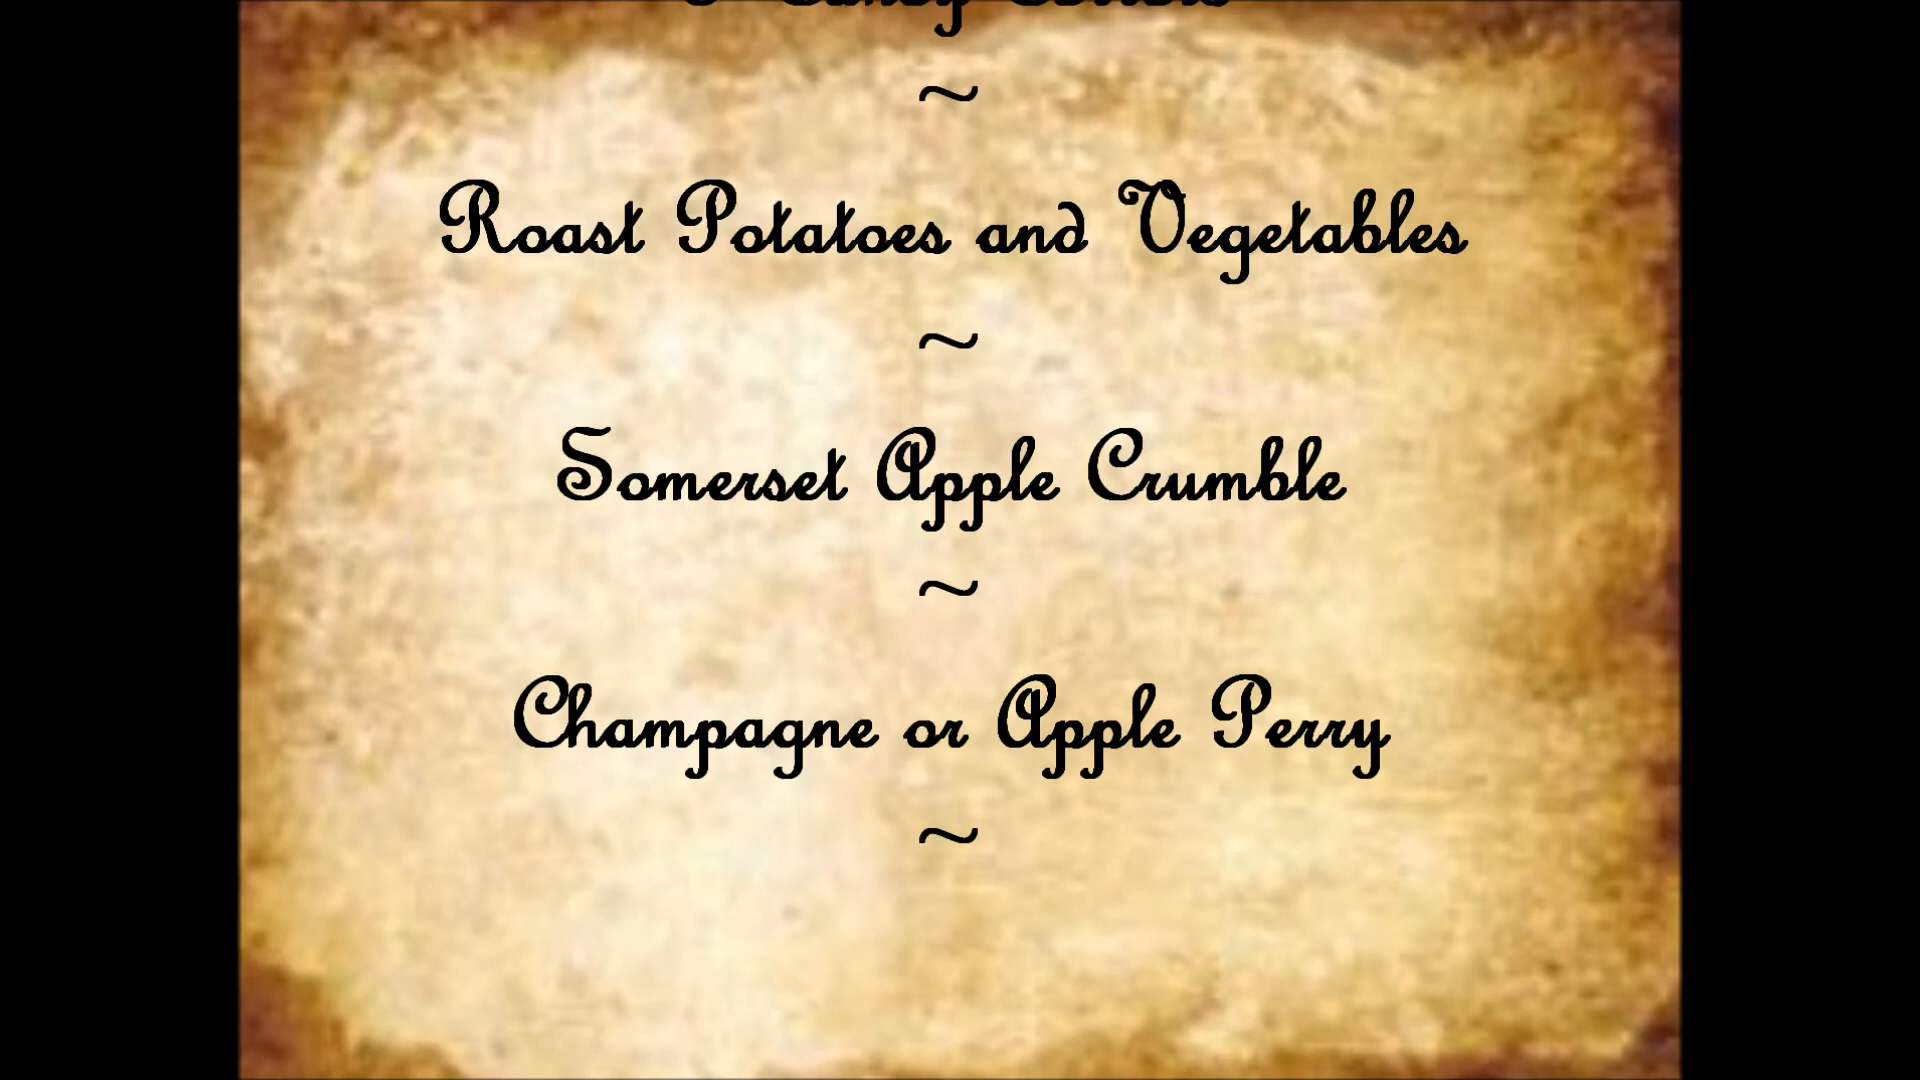 ~
Roast Potatoes and Vegetables
~
Somerset Apple Crumble
~
Champagne or Apple Perry
~